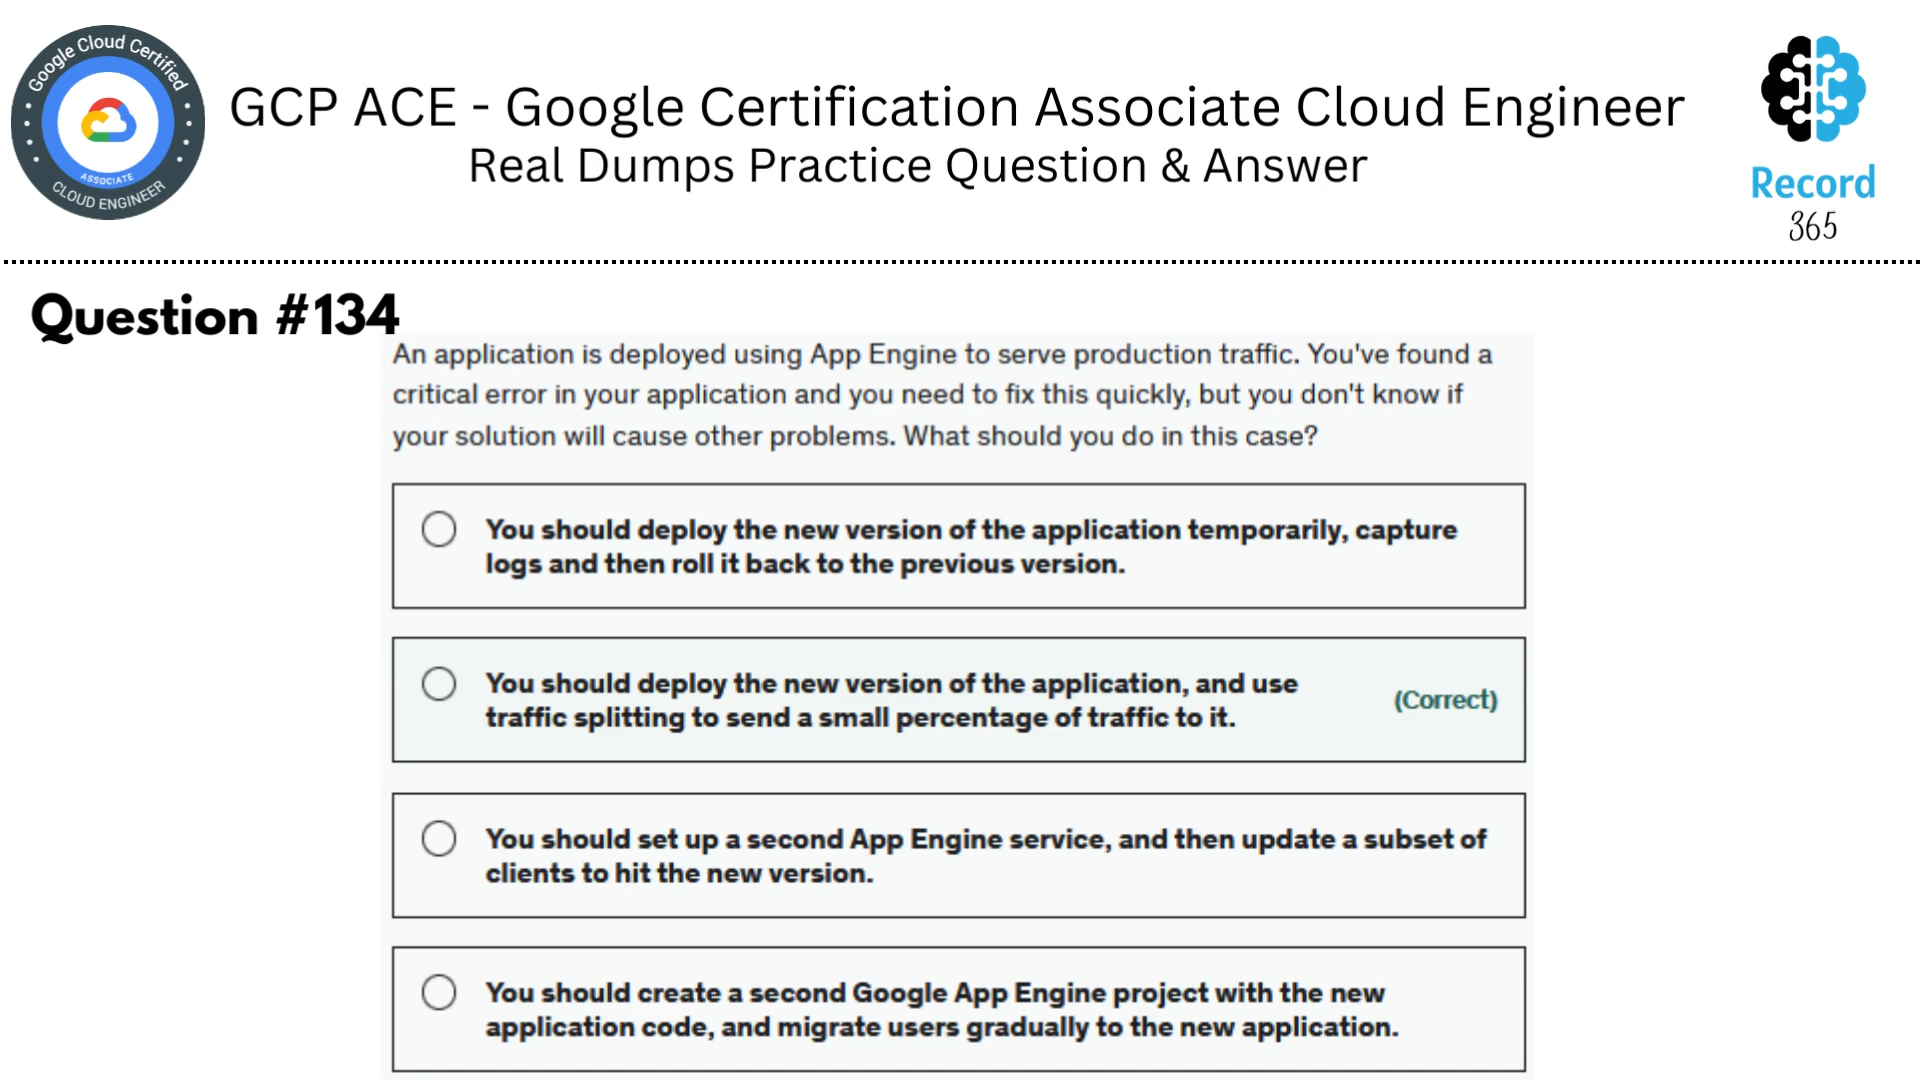 Google Cloud Certified
ASSOCIATE
CLOUD ENGINEER
GCP ACE - Google Certification Associate Cloud Engineer
Real Dumps Practice Question & Answer
Record
365
Question #134
An application is deployed using App Engine to serve production traffic. You've found a
critical error in your application and you need to fix this quickly, but you don't know if
your solution will cause other problems. What should you do in this case?
You should deploy the new version of the application temporarily, capture
logs and then roll it back to the previous version.
You should deploy the new version of the application, and use
traffic splitting to send a small percentage of traffic to it.
(Correct)
You should set up a second App Engine service, and then update a subset of
clients to hit the new version.
You should create a second Google App Engine project with the new
application code, and migrate users gradually to the new application.